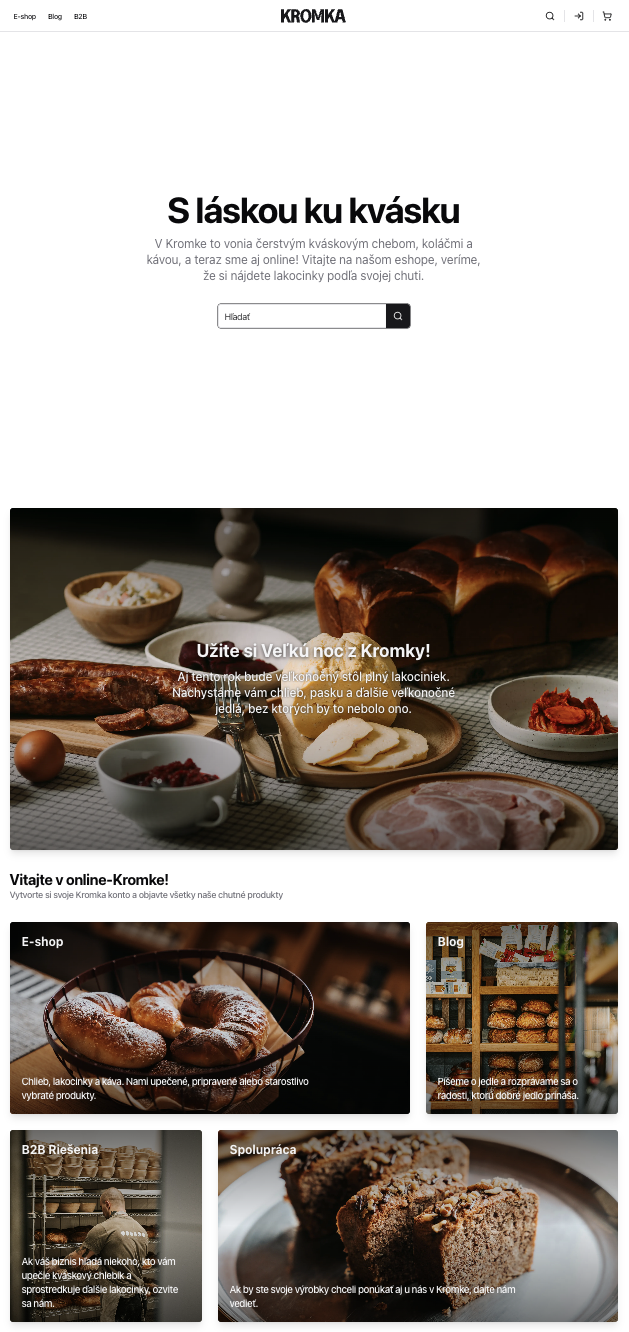 E-shop Blog B2B KROMKA
S láskou ku kvásku
V Kromke to vonia čerstvým kváskovým chebom, koláčmi a
kávou, a teraz sme aj online! Vitajte na našom eshope, veríme,
že si nájdete lakocinky podľa svojej chuti.
Hľadať
Užite si Veľkú noc z Kromky!
Aj tento rok bude veľkonočný stôl plný lakociniek.
Nachystáme vám chlieb, pasku a ďalšie veľkonočné
jedlá, bez ktorých by to nebolo ono.
Vitajte v online-Kromke!
Vytvorte si svoje Kromka konto a objavte všetky naše chutné produkty
E-shop
Chlieb, lakocinky a káva. Nami upečené, pripravené alebo starostlivo
vybraté produkty.
Blog
Píšeme o jedle a rozprávame sa o
radosti, ktorú dobré jedlo prináša.
B2B Riešenia
Ak váš biznis hľadá niekoho, kto vám
upečie kváskový chlebík a
sprostredkuje ďalšie lakocinky, ozvite
sa nám.
Spolupráca
Ak by ste svoje výrobky chceli ponúkať aj u nás v Kromke, dajte nám
vedieť.